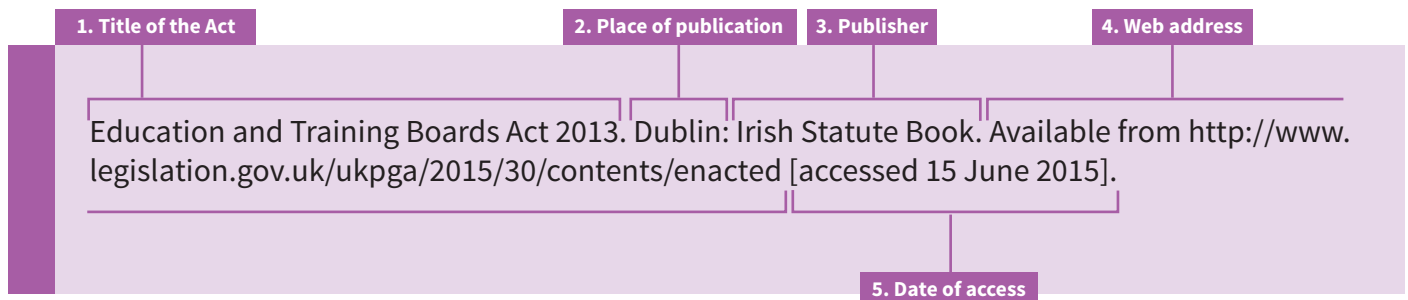 1. Title of the Act 2. Place of publication 3. Publisher 4. Web address
Education and Training Boards Act 2013. Dublin: Irish Statute Book. Available from http://www.
legislation.gov.uk/ukpga/2015/30/contents/enacted [accessed 15 June 2015].
5. Date of access